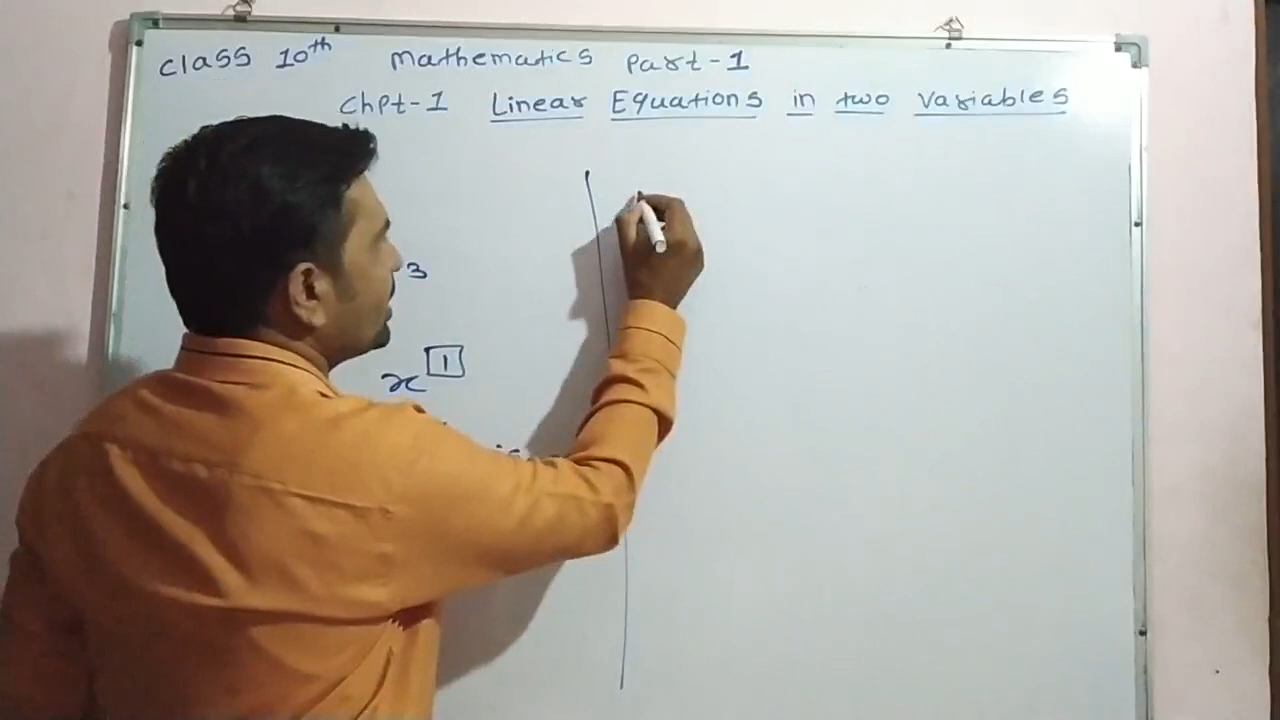 class 10th Mathematics Part-1
Chpt-1 Linear Equations in two Variables
3
x^1